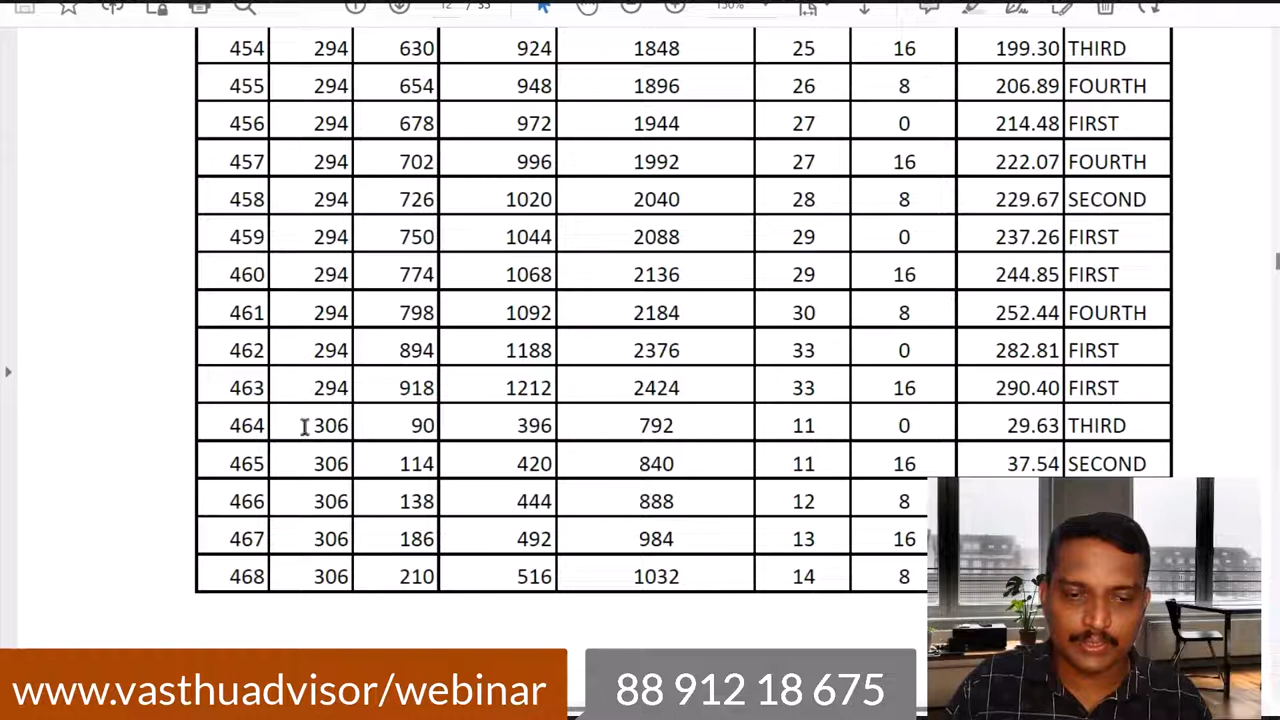 12 / 33 150%
454 294 630 924 1848 25 16 199.30 THIRD
455 294 654 948 1896 26 8 206.89 FOURTH
456 294 678 972 1944 27 0 214.48 FIRST
457 294 702 996 1992 27 16 222.07 FOURTH
458 294 726 1020 2040 28 8 229.67 SECOND
459 294 750 1044 2088 29 0 237.26 FIRST
460 294 774 1068 2136 29 16 244.85 FIRST
461 294 798 1092 2184 30 8 252.44 FOURTH
462 294 894 1188 2376 33 0 282.81 FIRST
463 294 918 1212 2424 33 16 290.40 FIRST
464 306 90 396 792 11 0 29.63 THIRD
465 306 114 420 840 11 16 37.54 SECOND
466 306 138 444 888 12 8
467 306 186 492 984 13 16
468 306 210 516 1032 14 8
www.vasthuadvisor/webinar 88 912 18 675